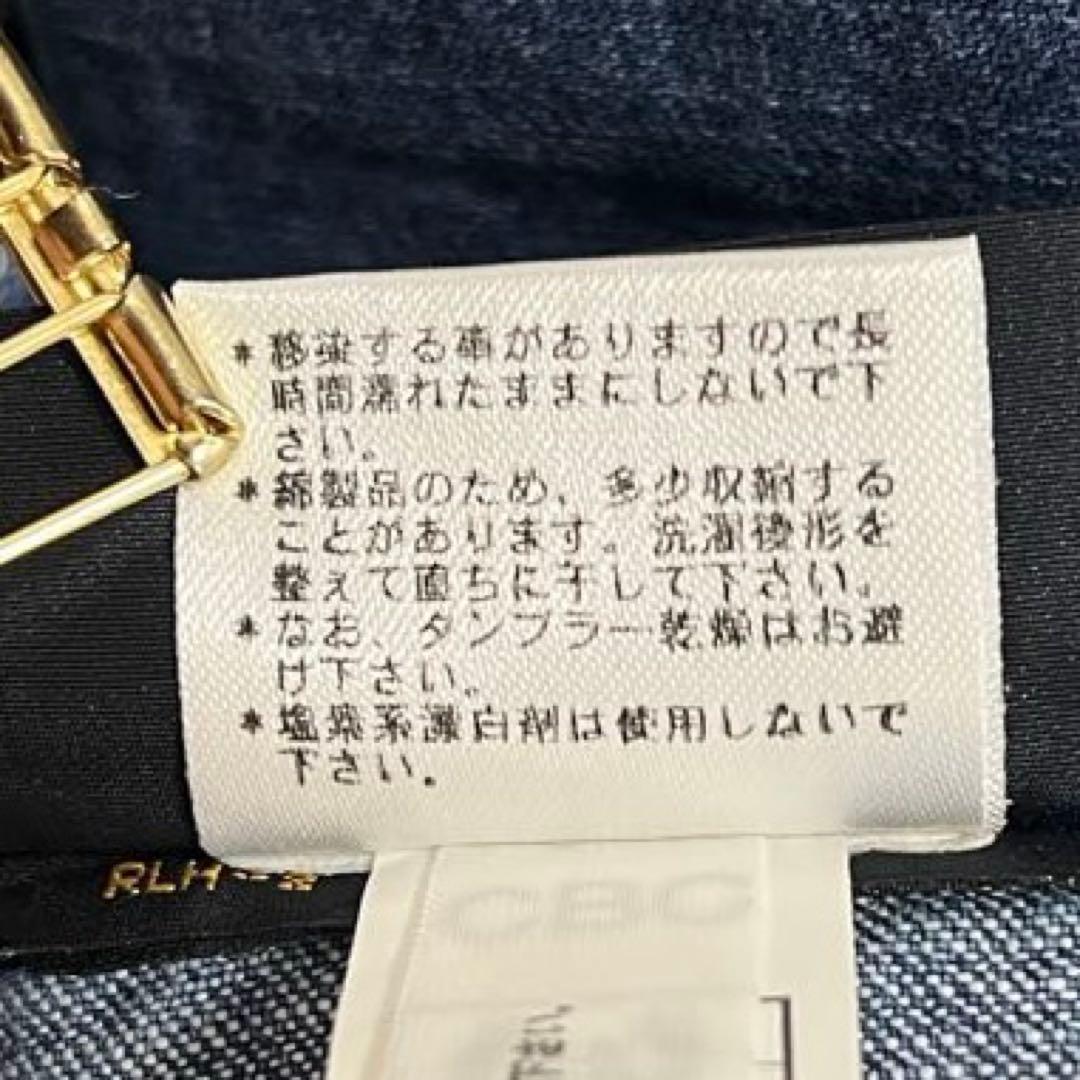 *移染する事がありますので長
時間濡れたままにしないで下
さい。
*綿製品のため、多少収縮する
ことがあります。洗濯後形を
整えて直ちに干して下さい。
*なお、タンブラー乾燥はお避
け下さい。
*塩素系漂白剤は使用しないで
下さい。
RLH
CBC
下さい。